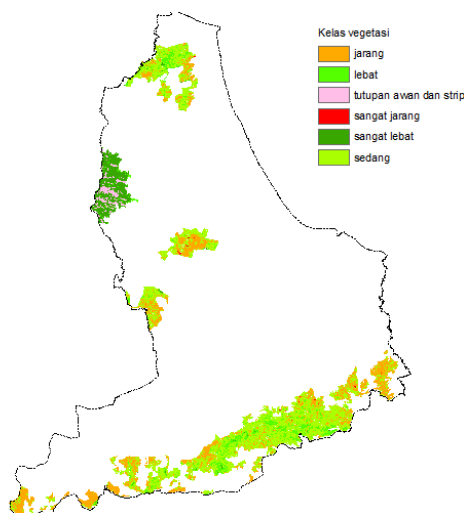 Kelas vegetasi
jarang
lebat
tutupan awan dan strip
sangat jarang
sangat lebat
sedang